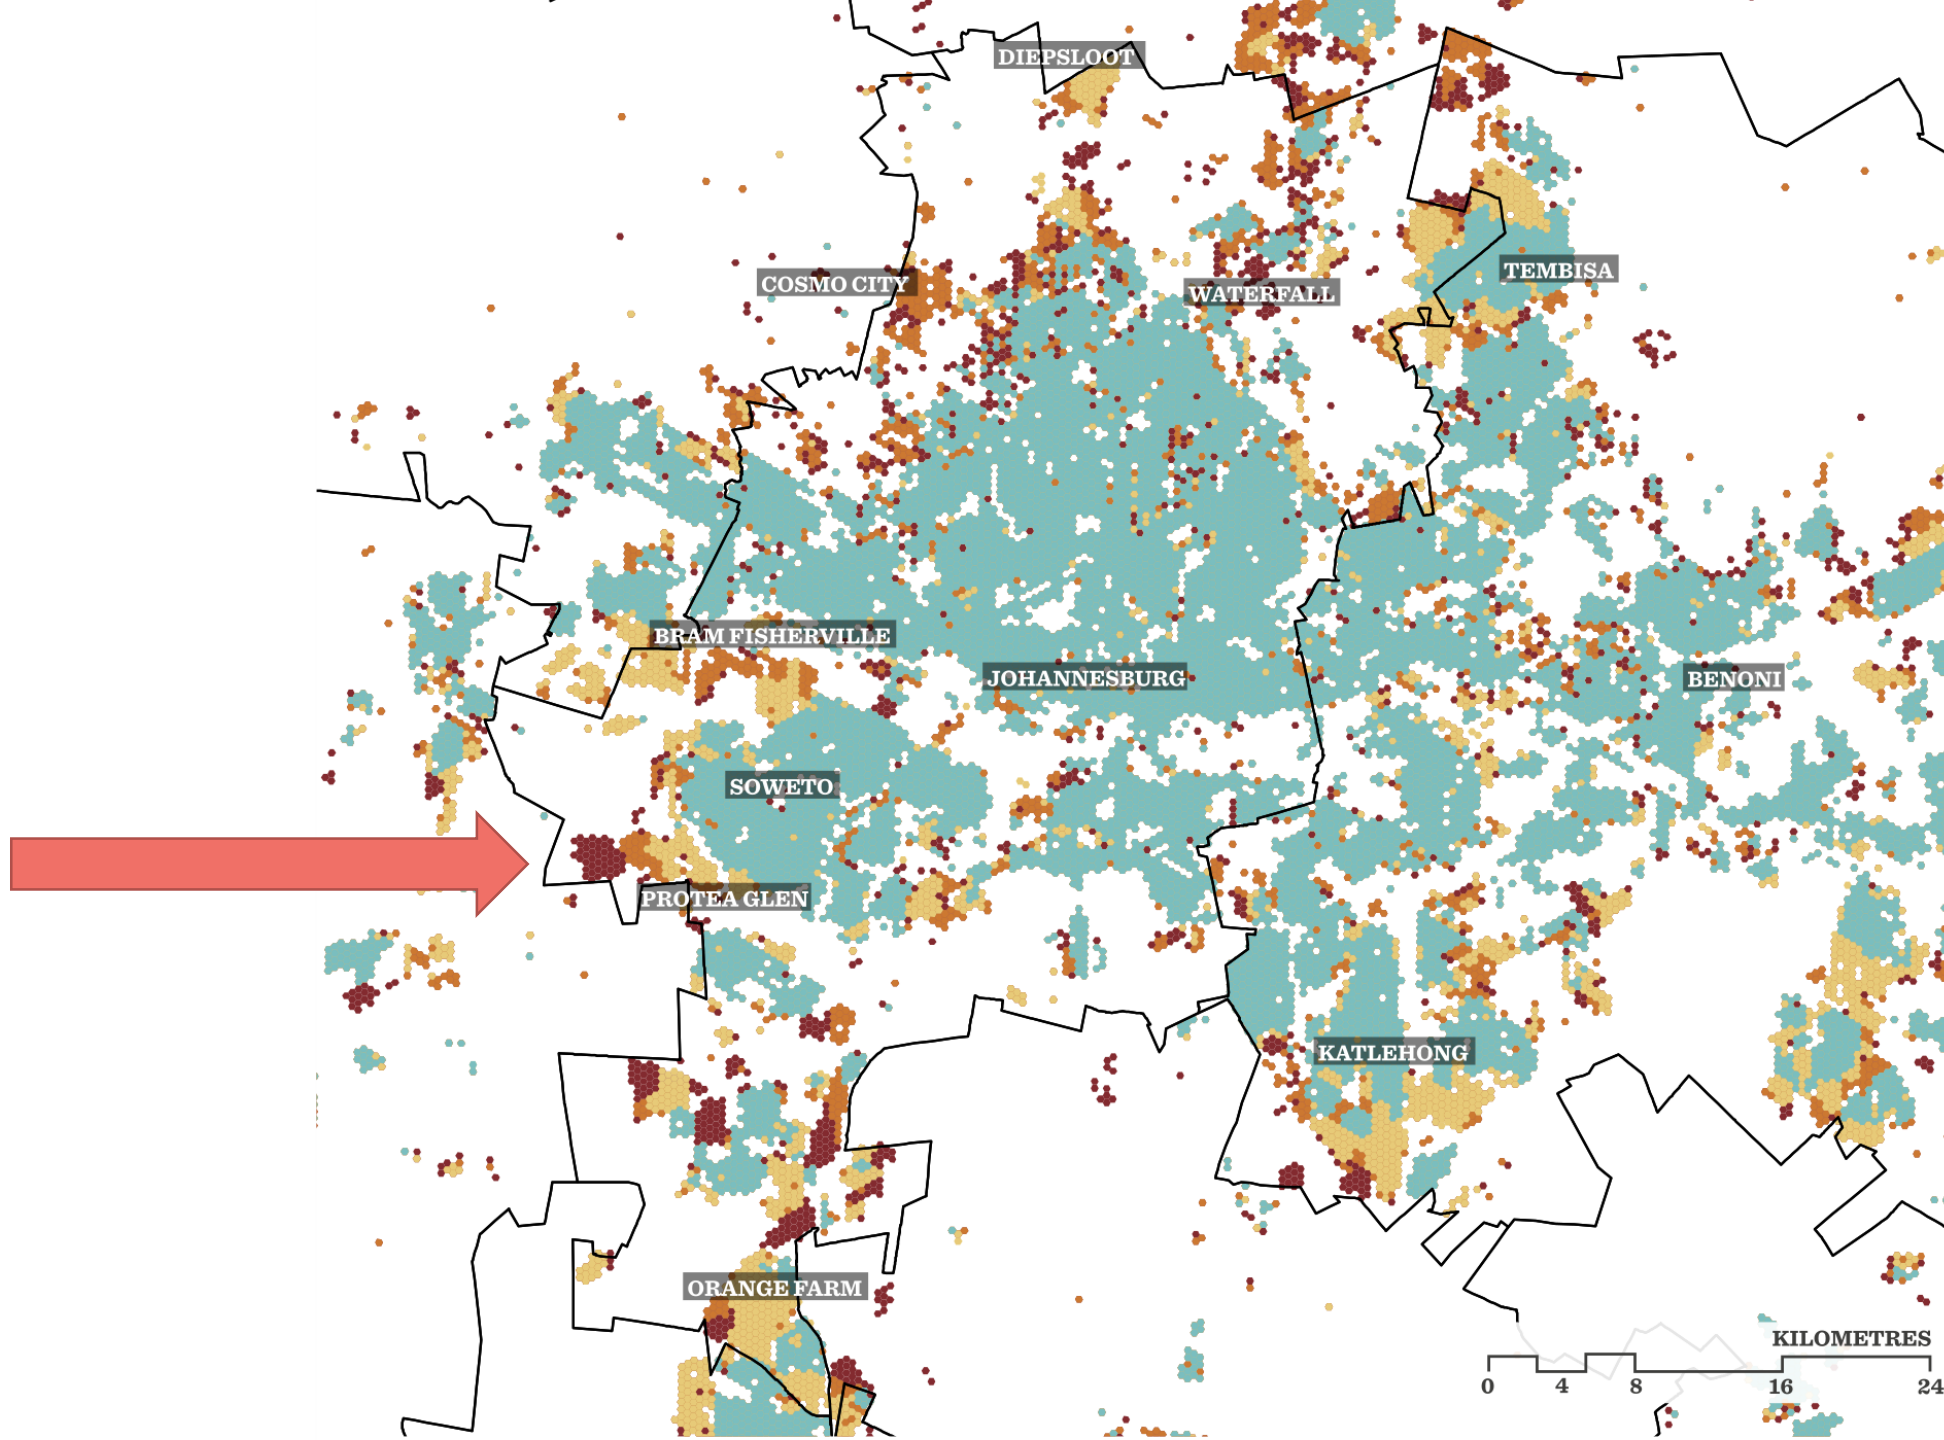 DIEPSLOOT
COSMO CITY
TEMBISA
WATERFALL
BRAM FISHERVILLE
JOHANNESBURG
BENONI
SOWETO
PROTEA GLEN
KATLEHONG
ORANGE FARM
KILOMETRES
0 4 8 16 24